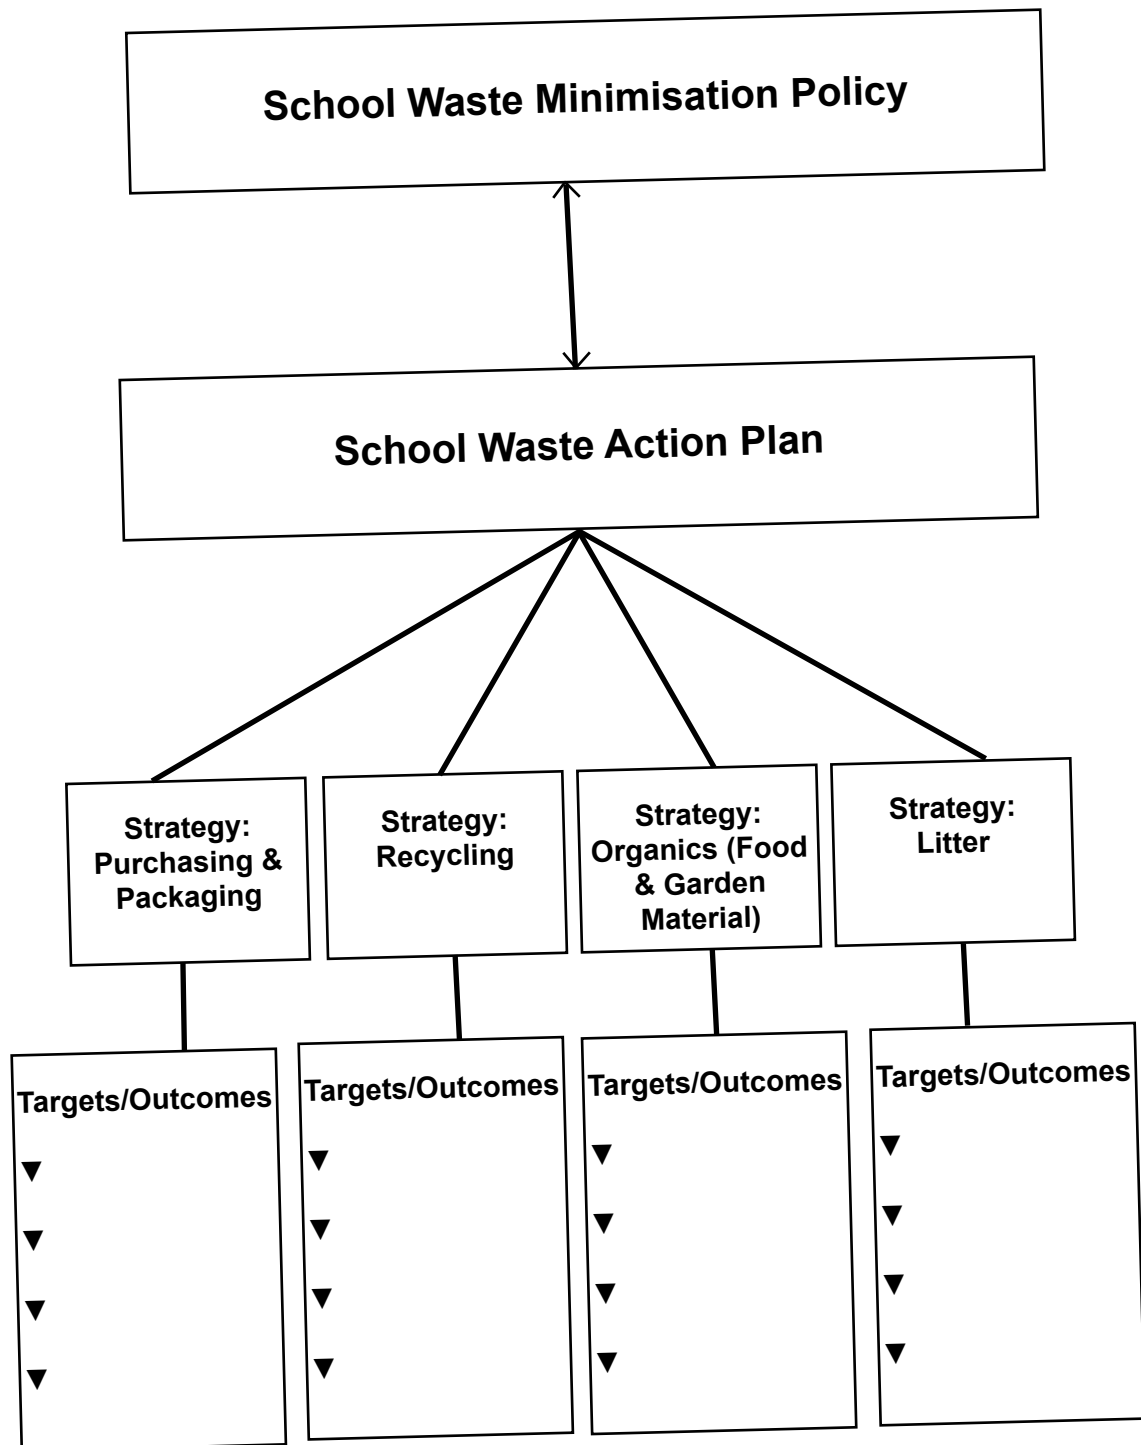 School Waste Minimisation Policy
School Waste Action Plan
Strategy:
Purchasing &
Packaging
Strategy:
Recycling
Strategy:
Organics (Food
& Garden
Material)
Strategy:
Litter
Targets/Outcomes
▼
▼
▼
▼
Targets/Outcomes
▼
▼
▼
▼
Targets/Outcomes
▼
▼
▼
▼
Targets/Outcomes
▼
▼
▼
▼